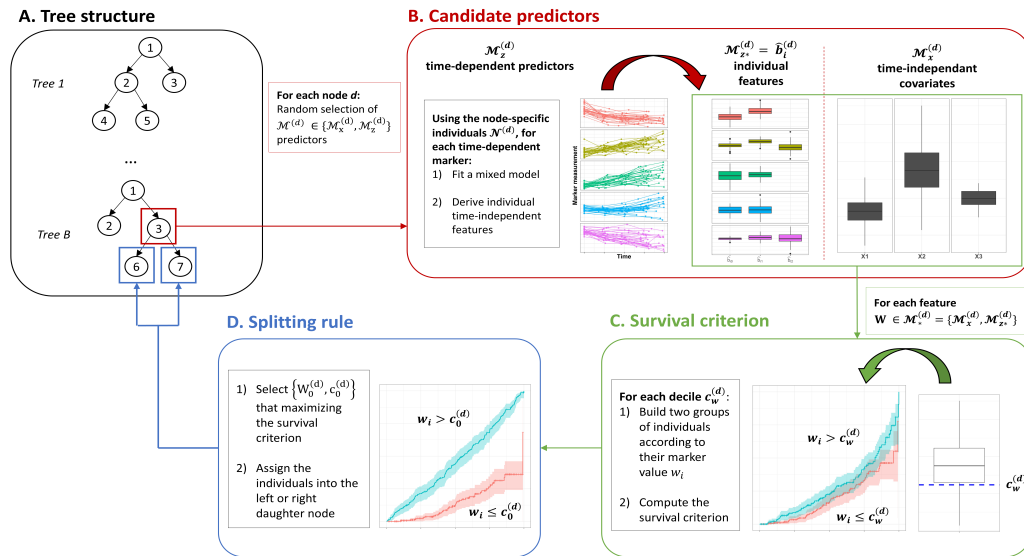 A. Tree structure
Tree 1
1
2
3
4
5
...
1
Tree B
2
3
6
7
For each node d:
Random selection of
ℳ^(d) ∈ {ℳ_x^(d), ℳ_z^(d)}
predictors
B. Candidate predictors
ℳ_z^(d)
time-dependent predictors
Using the node-specific
individuals 𝒩^(d), for
each time-dependent
marker:
1) Fit a mixed model
2) Derive individual
time-independent
features
Marker measurement
Time
ℳ_z*^(d) = b̂_i^(d)
individual
features
ℳ_x^(d)
time-independant
covariates
X1
X2
X3
For each feature
W ∈ ℳ_*^(d) = {ℳ_x^(d), ℳ_z*^(d)}
C. Survival criterion
For each decile c_w^(d):
1) Build two groups
of individuals
according to
their marker
value w_i
2) Compute the
survival criterion
w_i > c_w^(d)
w_i ≤ c_w^(d)
c_w^(d)
D. Splitting rule
1) Select {W_0^(d), c_0^(d)}
that maximizing
the survival
criterion
2) Assign the
individuals into the
left or right
daughter node
w_i > c_0^(d)
w_i ≤ c_0^(d)